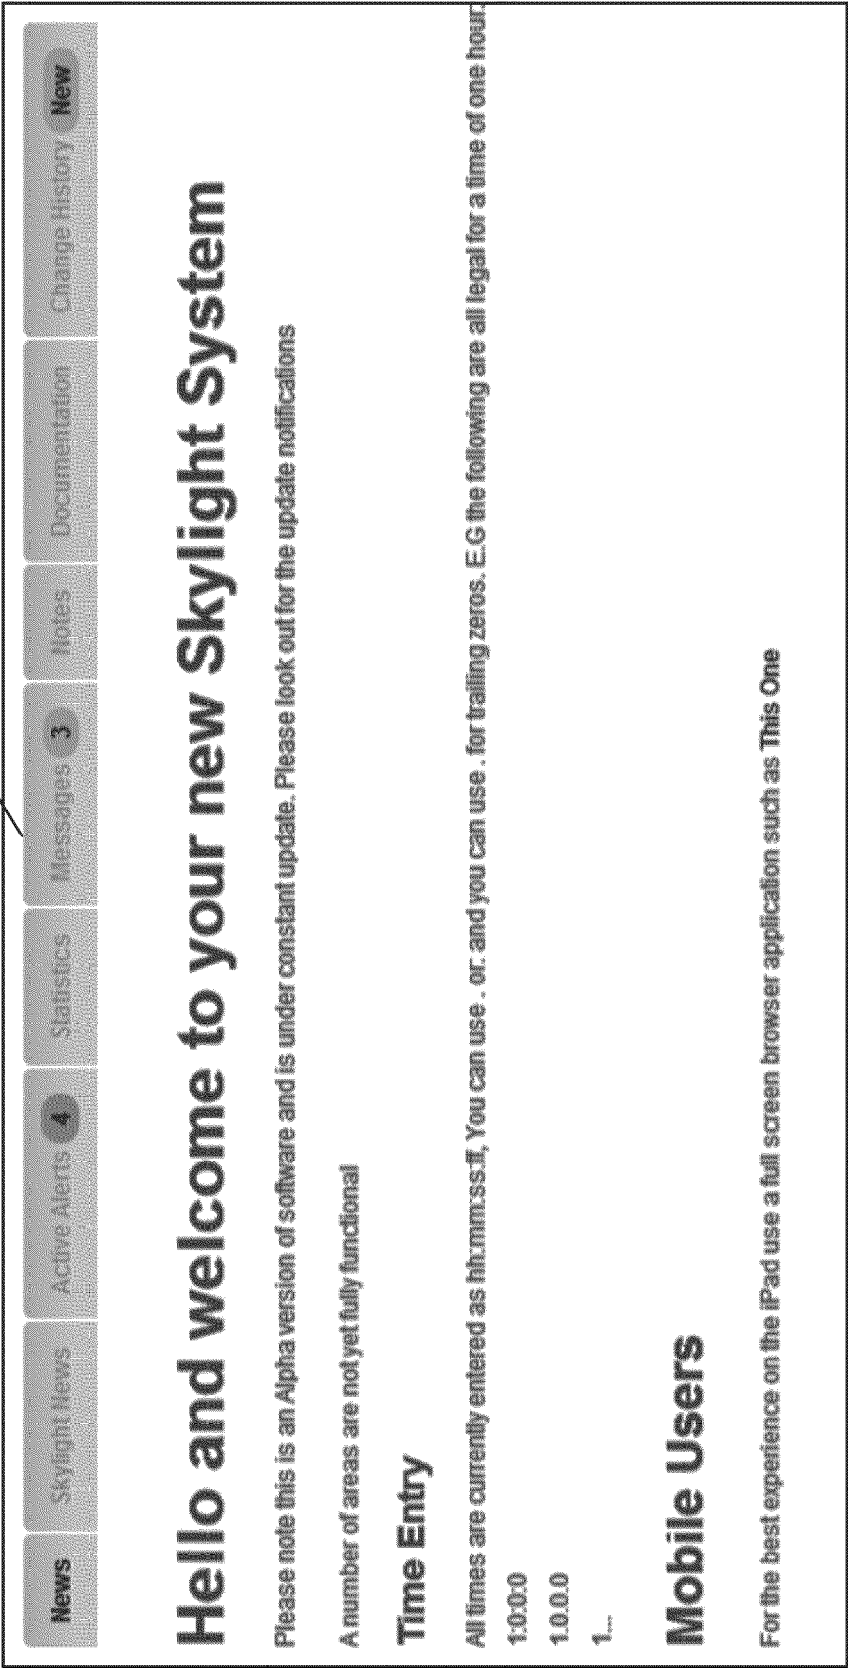 News Skylight News Active Alerts 4 Statistics Messages 3 Notes Documentation Change History New
Hello and welcome to your new Skylight System
Please note this is an Alpha version of software and is under constant update. Please look out for the update notifications
A number of areas are not yet fully functional
Time Entry
All times are currently entered as hh:mm:ss:ff, You can use . or: and you can use . for trailing zeros. E.G the following are all legal for a time of one hour:
1:0:0:0
1.0.0.0
1...
Mobile Users
For the best experience on the iPad use a full screen browser application such as This One